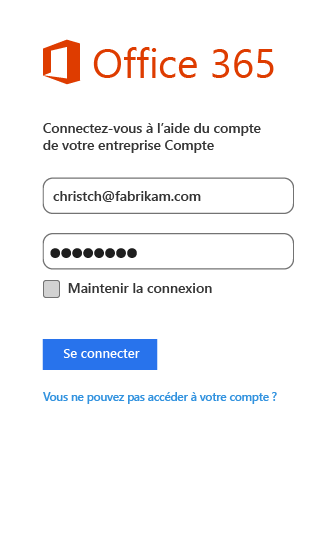 Office 365
Connectez-vous à l'aide du compte
de votre entreprise Compte
christch@fabrikam.com
●●●●●●●●
Maintenir la connexion
Se connecter
Vous ne pouvez pas accéder à votre compte ?